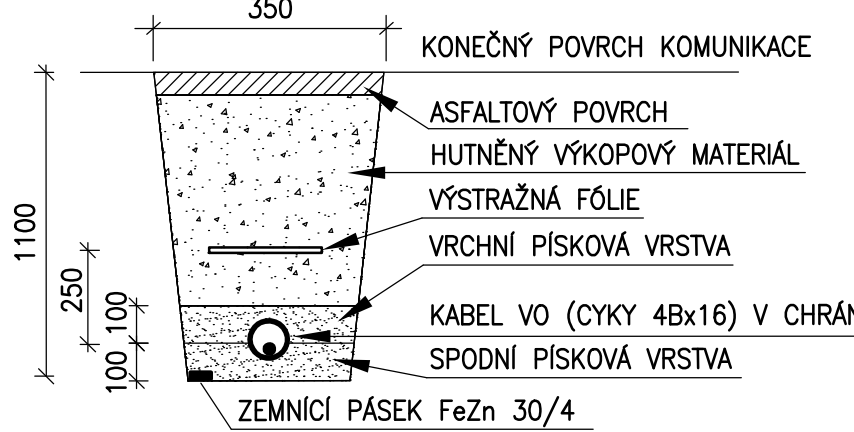 350
KONEČNÝ POVRCH KOMUNIKACE
ASFALTOVÝ POVRCH
HUTNĚNÝ VÝKOPOVÝ MATERIÁL
VÝSTRAŽNÁ FÓLIE
VRCHNÍ PÍSKOVÁ VRSTVA
1100
250
100
100
KABEL VO (CYKY 4Bx16) V CHRÁN
SPODNÍ PÍSKOVÁ VRSTVA
ZEMNÍCÍ PÁSEK FeZn 30/4